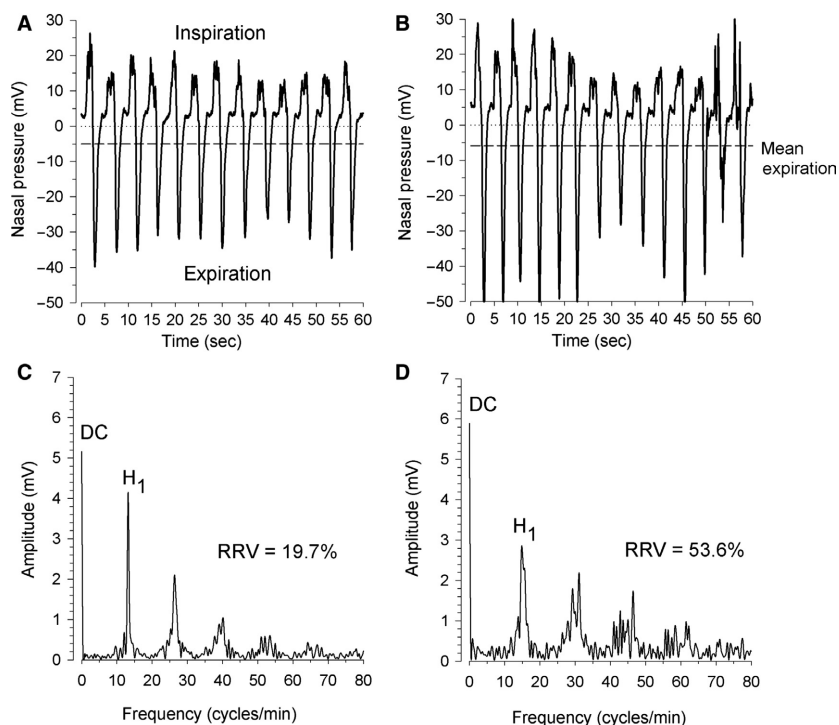 A
Nasal pressure (mV)
30
20
10
0
−10
−20
−30
−40
−50
Inspiration
Expiration
0 5 10 15 20 25 30 35 40 45 50 55 60
Time (sec)
B
Nasal pressure (mV)
30
20
10
0
−10
−20
−30
−40
−50
Mean
expiration
0 5 10 15 20 25 30 35 40 45 50 55 60
Time (sec)
C
Amplitude (mV)
7
6
5
4
3
2
1
0
DC
H1
RRV = 19.7%
0 10 20 30 40 50 60 70 80
Frequency (cycles/min)
D
Amplitude (mV)
7
6
5
4
3
2
1
0
DC
H1
RRV = 53.6%
0 10 20 30 40 50 60 70 80
Frequency (cycles/min)